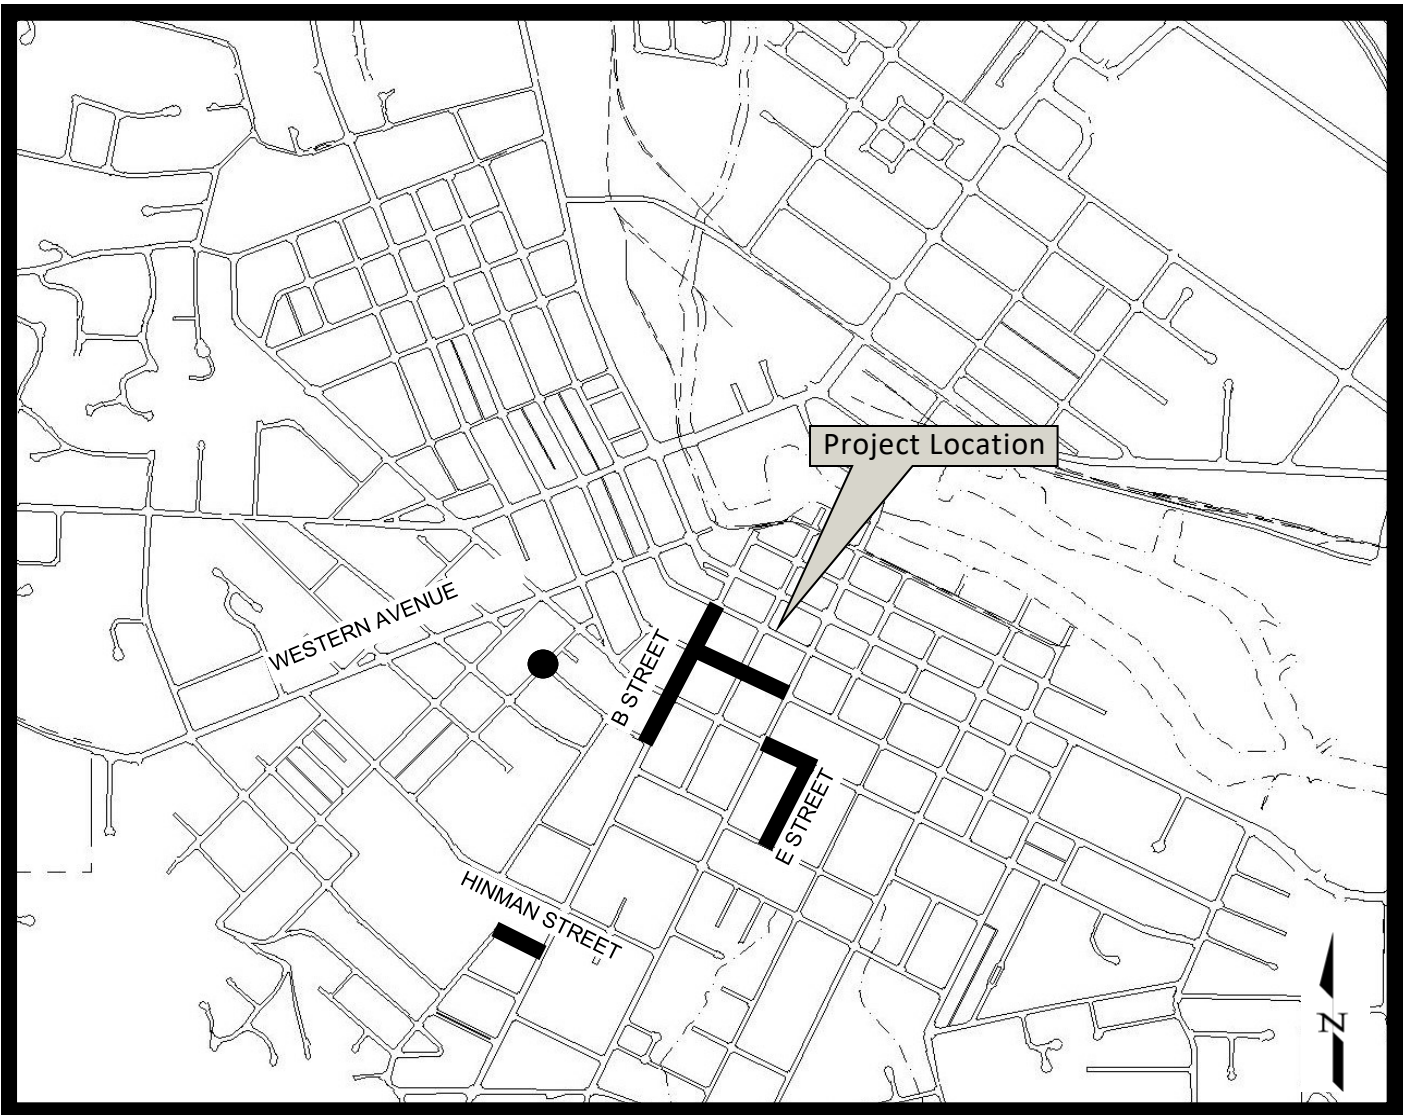 Project Location
WESTERN AVENUE
B STREET
E STREET
HINMAN STREET
N